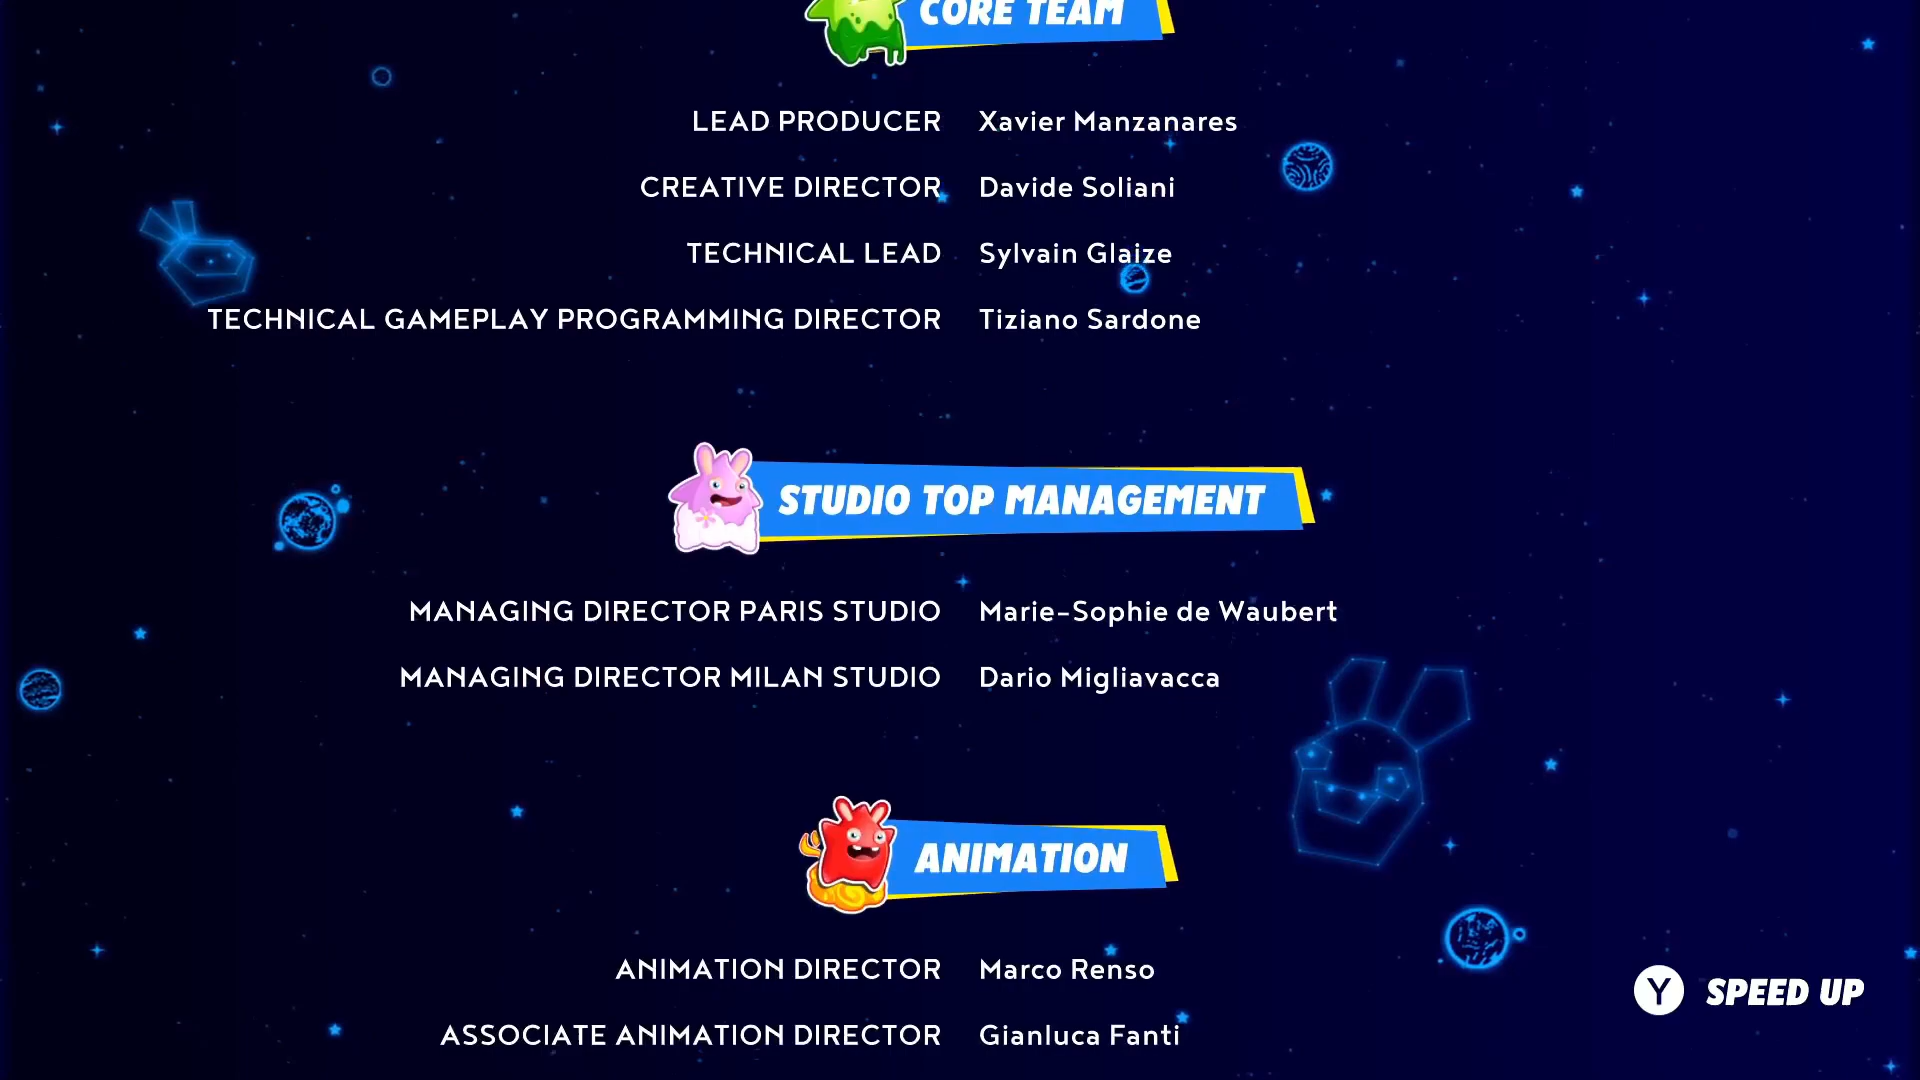 CORE TEAM
LEAD PRODUCER Xavier Manzanares
CREATIVE DIRECTOR Davide Soliani
TECHNICAL LEAD Sylvain Glaize
TECHNICAL GAMEPLAY PROGRAMMING DIRECTOR Tiziano Sardone
STUDIO TOP MANAGEMENT
MANAGING DIRECTOR PARIS STUDIO Marie-Sophie de Waubert
MANAGING DIRECTOR MILAN STUDIO Dario Migliavacca
ANIMATION
ANIMATION DIRECTOR Marco Renso
ASSOCIATE ANIMATION DIRECTOR Gianluca Fanti
Y SPEED UP